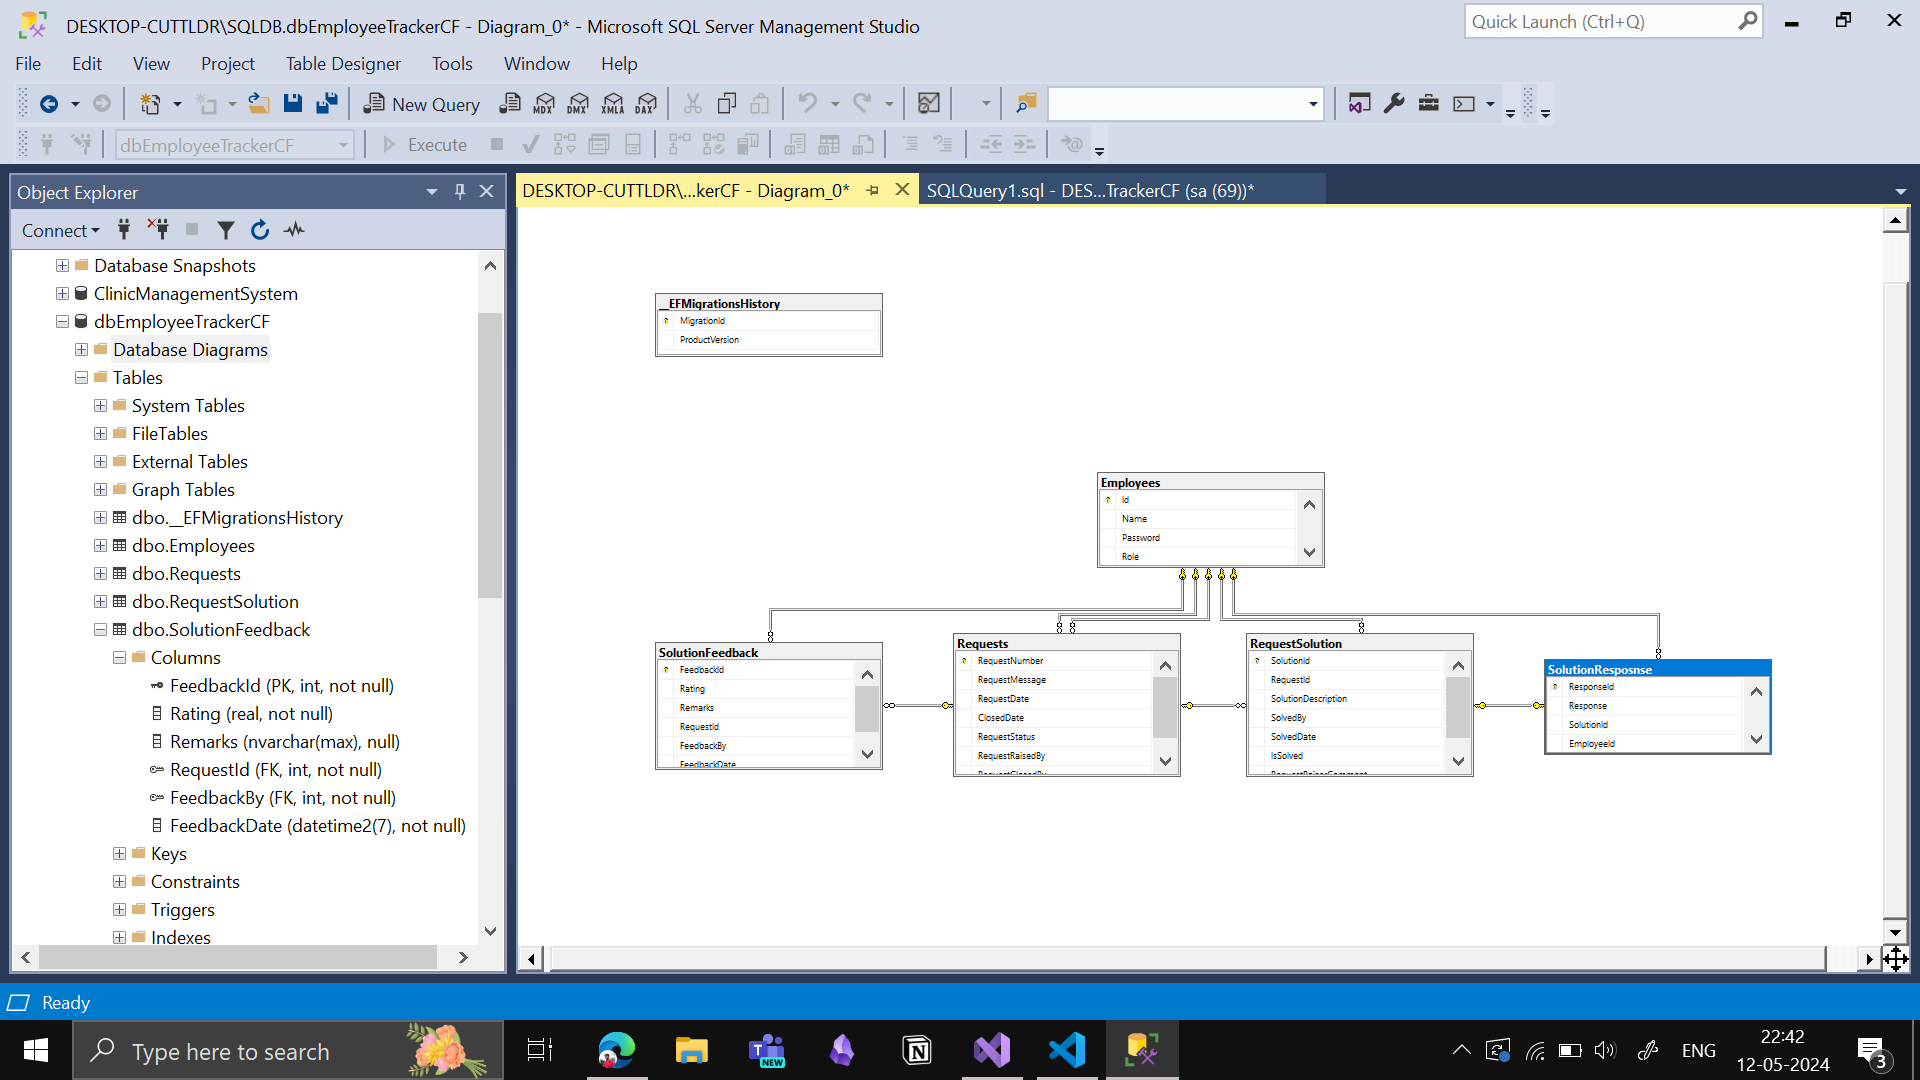 DESKTOP-CUTTLDR\SQLDB.dbEmployeeTrackerCF - Diagram_0* - Microsoft SQL Server Management Studio
Quick Launch (Ctrl+Q)
File Edit View Project Table Designer Tools Window Help
New Query MDX DMX XMLA DAX
dbEmployeeTrackerCF Execute
Object Explorer
Connect
Database Snapshots
ClinicManagementSystem
dbEmployeeTrackerCF
Database Diagrams
Tables
System Tables
FileTables
External Tables
Graph Tables
dbo.__EFMigrationsHistory
dbo.Employees
dbo.Requests
dbo.RequestSolution
dbo.SolutionFeedback
Columns
FeedbackId (PK, int, not null)
Rating (real, not null)
Remarks (nvarchar(max), null)
RequestId (FK, int, not null)
FeedbackBy (FK, int, not null)
FeedbackDate (datetime2(7), not null)
Keys
Constraints
Triggers
Indexes
DESKTOP-CUTTLDR\...kerCF - Diagram_0*
SQLQuery1.sql - DES...TrackerCF (sa (69))*
__EFMigrationsHistory
MigrationId
ProductVersion
Employees
Id
Name
Password
Role
SolutionFeedback
FeedbackId
Rating
Remarks
RequestId
FeedbackBy
FeedbackDate
Requests
RequestNumber
RequestMessage
RequestDate
ClosedDate
RequestStatus
RequestRaisedBy
RequestClosedBy
RequestSolution
SolutionId
RequestId
SolutionDescription
SolvedBy
SolvedDate
IsSolved
RequestRaiserComment
SolutionResposnse
ResponseId
Response
SolutionId
EmployeeId
Ready
Type here to search
NEW
ENG
22:42
12-05-2024
3